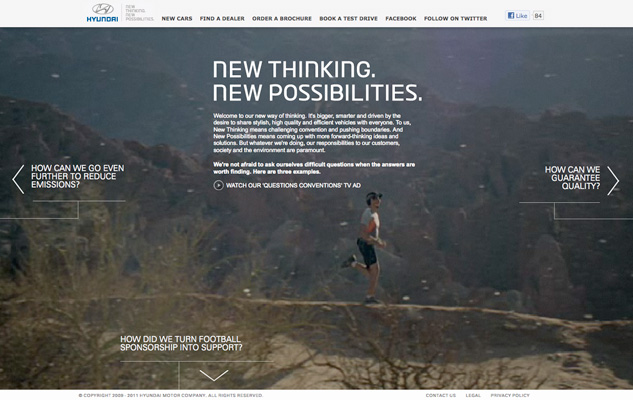 HYUNDAI
NEW
THINKING.
NEW
POSSIBILITIES.
NEW CARS FIND A DEALER ORDER A BROCHURE BOOK A TEST DRIVE FACEBOOK FOLLOW ON TWITTER
Like 84
NEW THINKING.
NEW POSSIBILITIES.
Welcome to our new way of thinking. It's bigger, smarter and driven by the
desire to share stylish, high quality and efficient vehicles with everyone. To us,
New Thinking means challenging convention and pushing boundaries. And
New Possibilities means coming up with more forward-thinking ideas and
solutions. But whatever we're doing, our responsibilities to our customers,
society and the environment are paramount.
We're not afraid to ask ourselves difficult questions when the answers are
worth finding. Here are three examples.
WATCH OUR 'QUESTIONS CONVENTIONS' TV AD
HOW CAN WE GO EVEN
FURTHER TO REDUCE
EMISSIONS?
HOW CAN WE
GUARANTEE
QUALITY?
HOW DID WE TURN FOOTBALL
SPONSORSHIP INTO SUPPORT?
© COPYRIGHT 2009 - 2011 HYUNDAI MOTOR COMPANY. ALL RIGHTS RESERVED. CONTACT US LEGAL PRIVACY POLICY